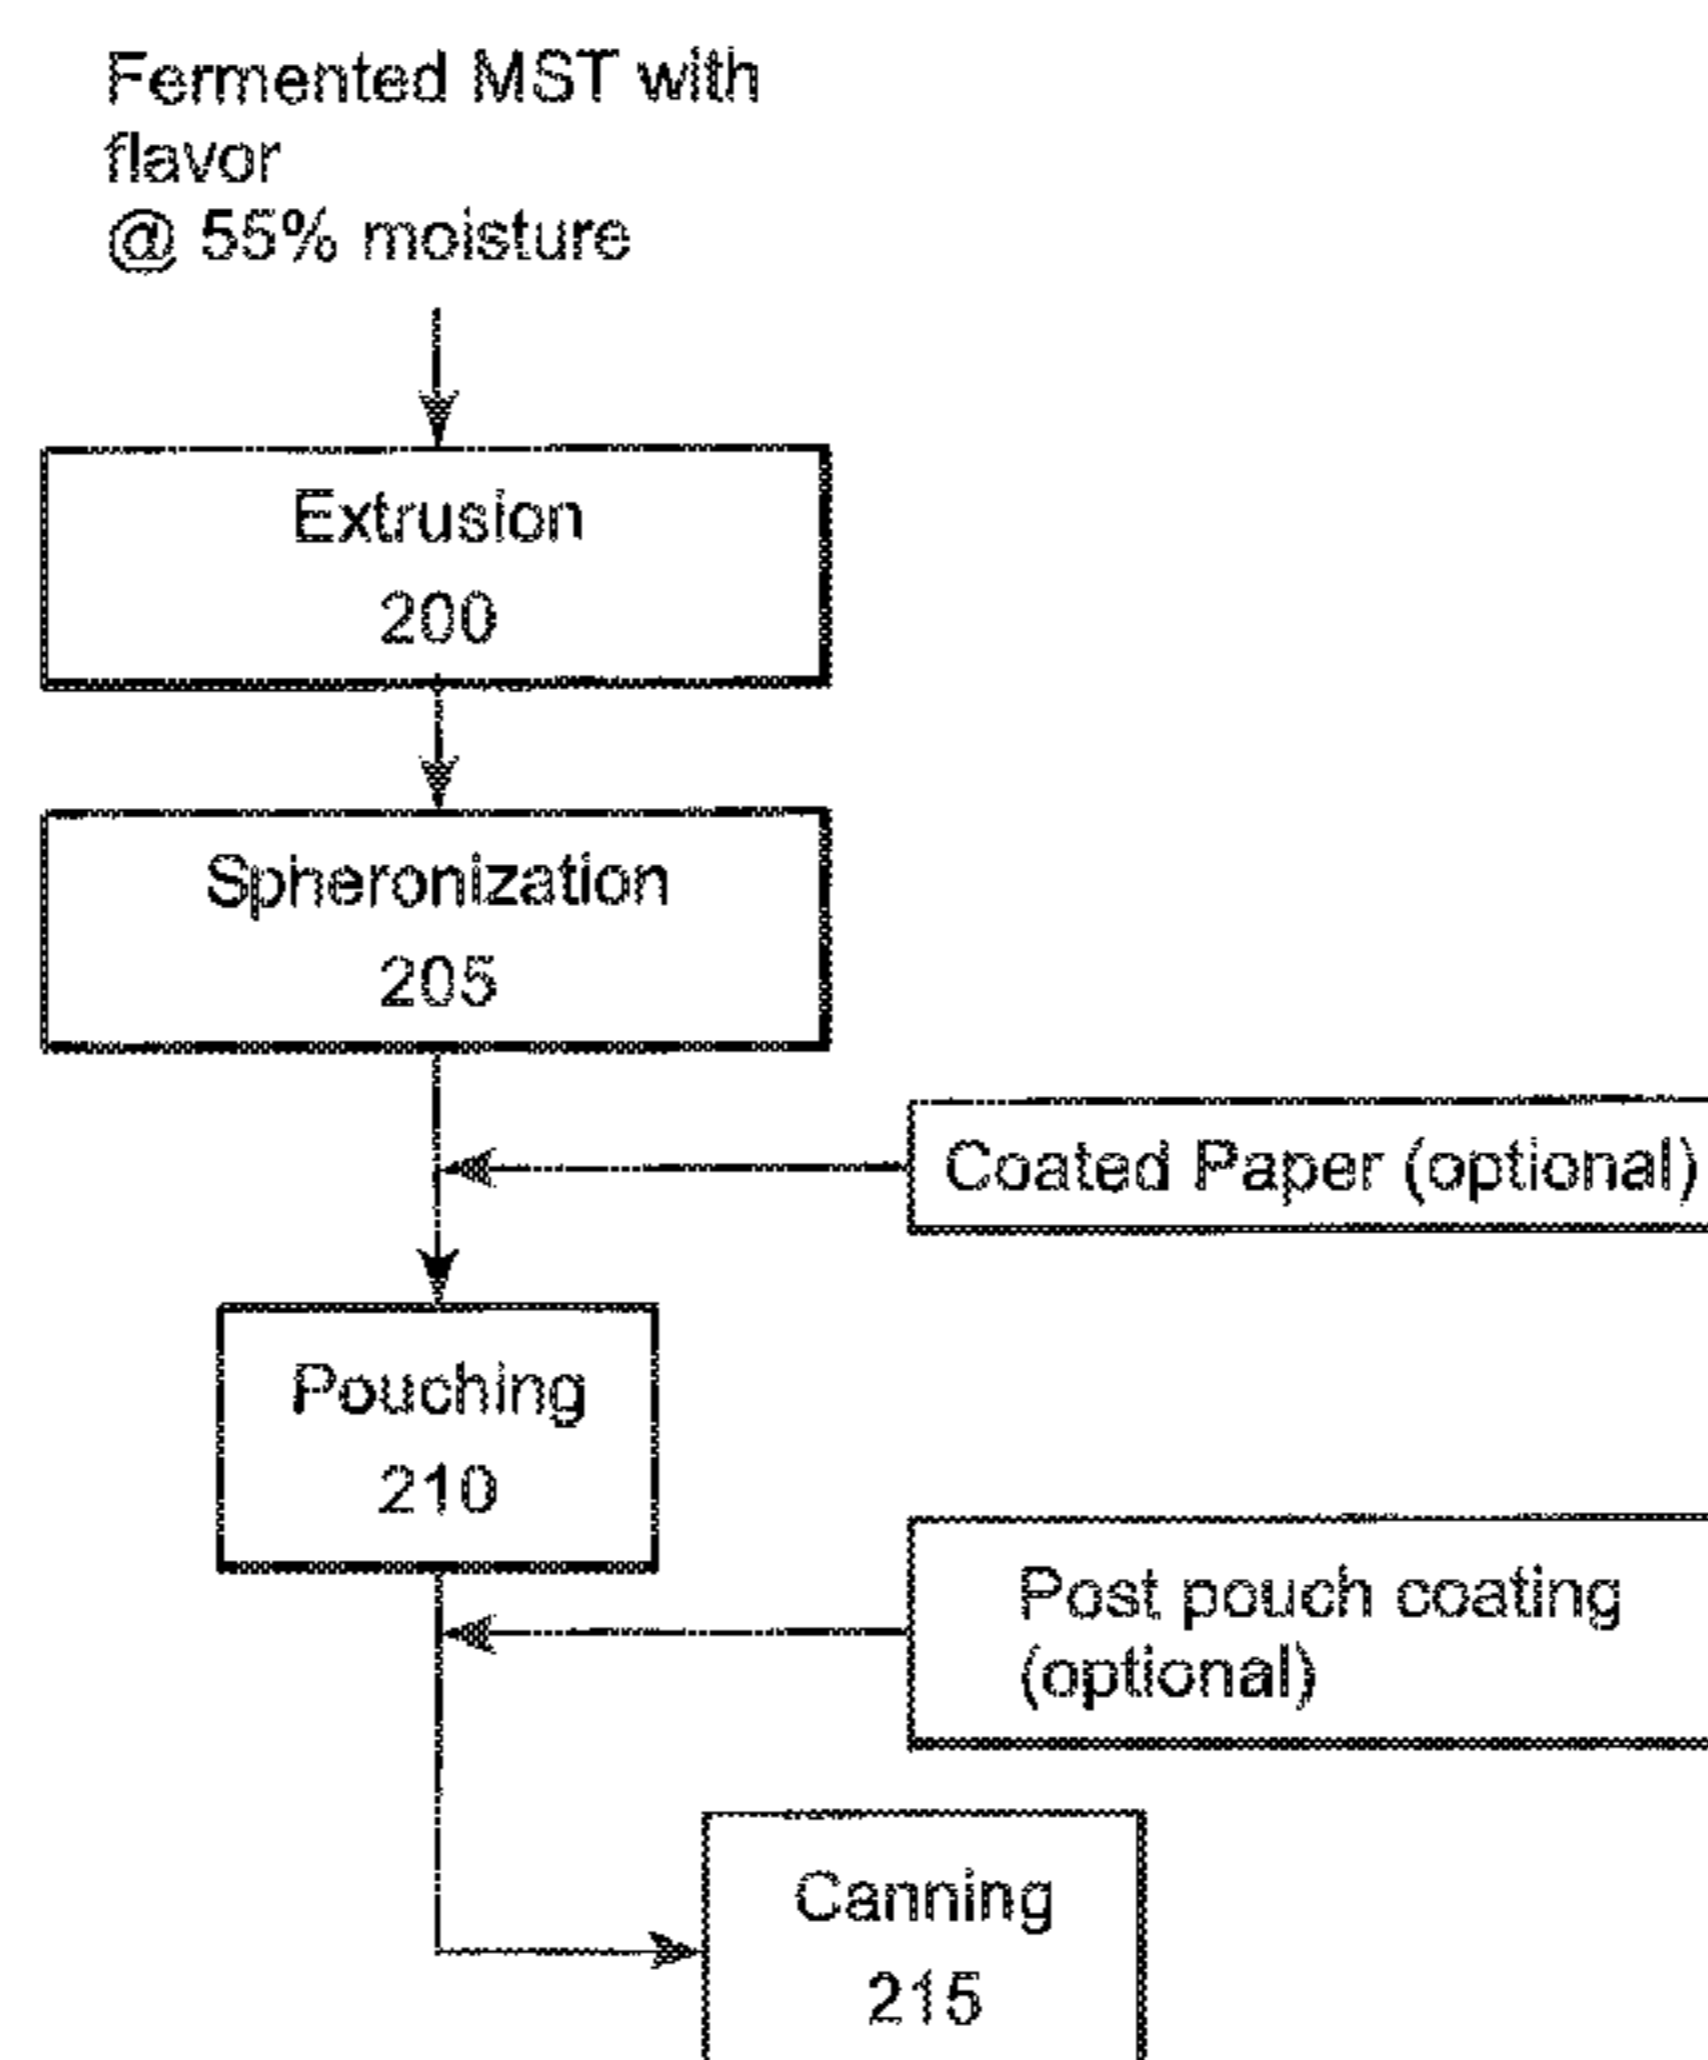 Fermented MST with
flavor
@ 55% moisture
Extrusion
200
Spheronization
205
Coated Paper (optional)
Pouching
210
Post pouch coating
(optional)
Canning
215